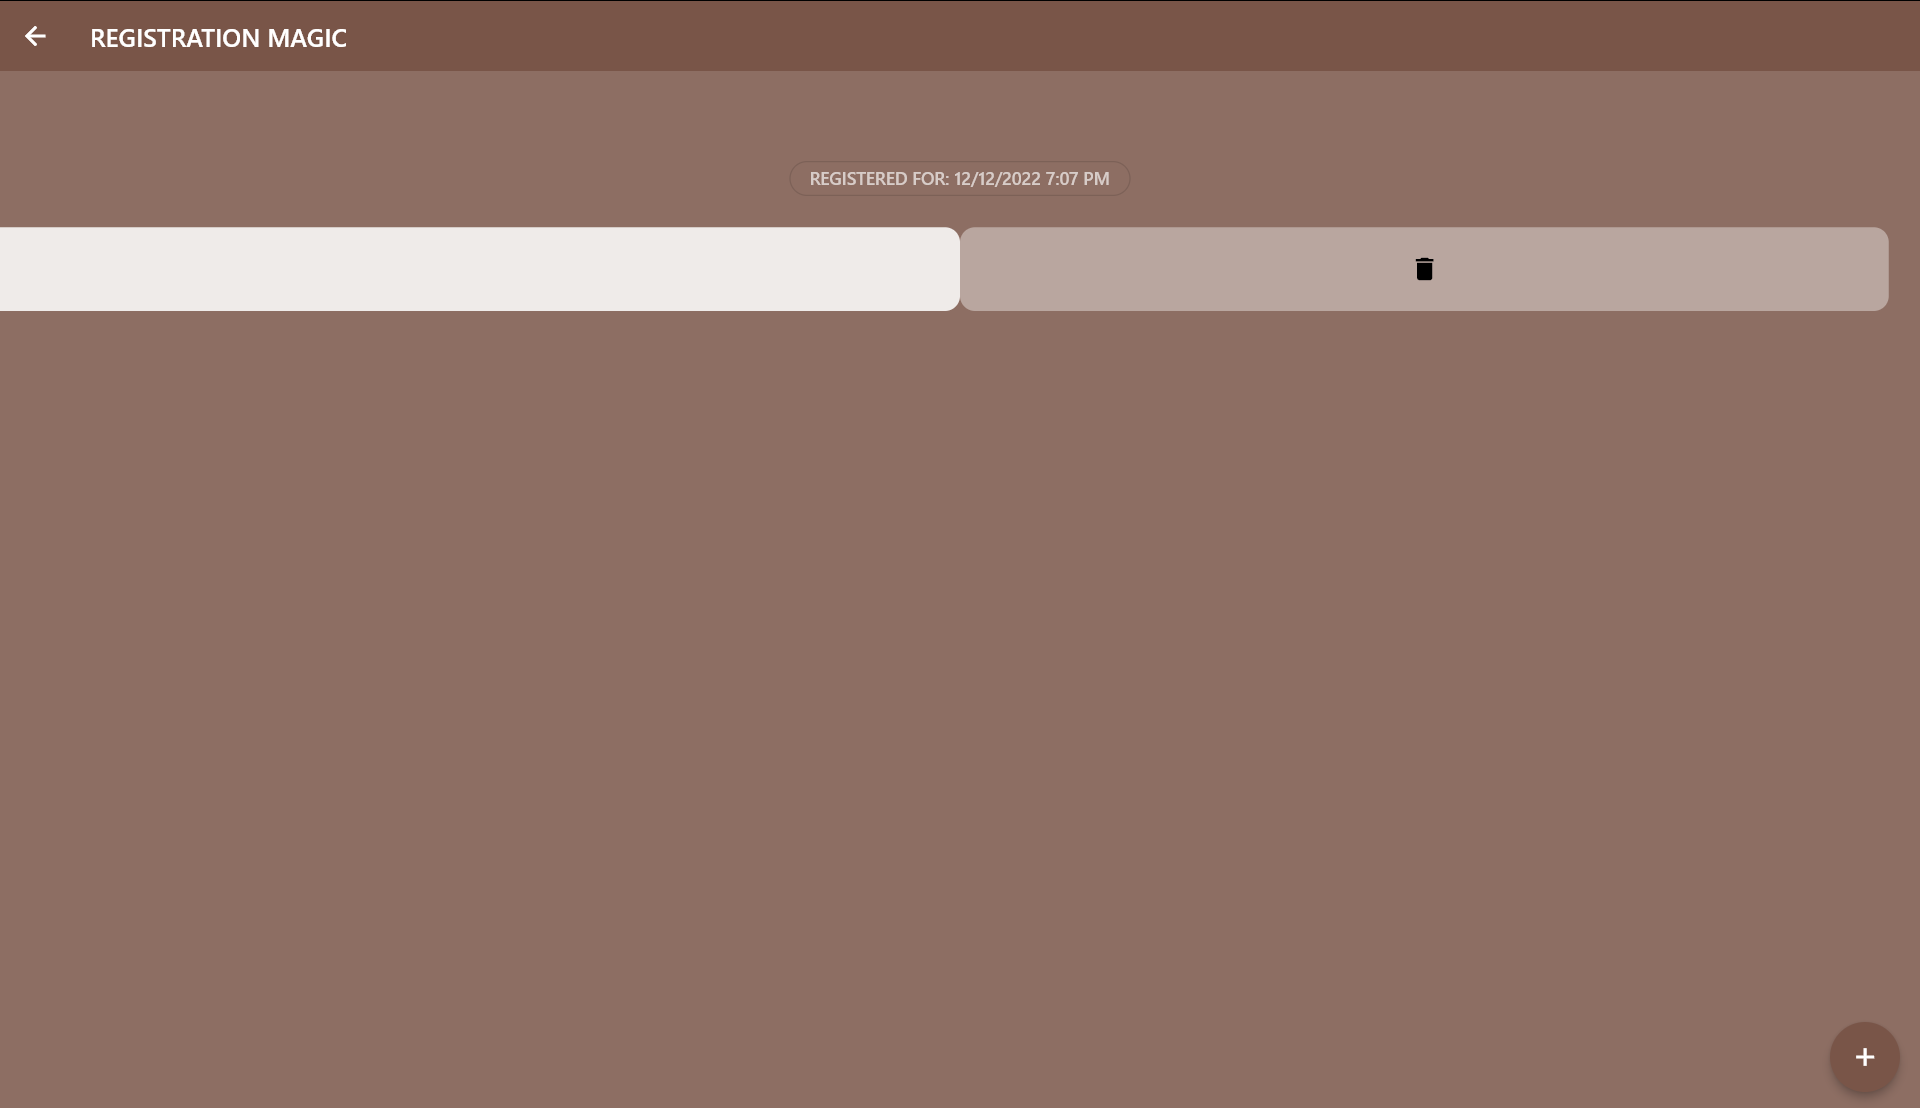 REGISTRATION MAGIC
REGISTERED FOR: 12/12/2022 7:07 PM